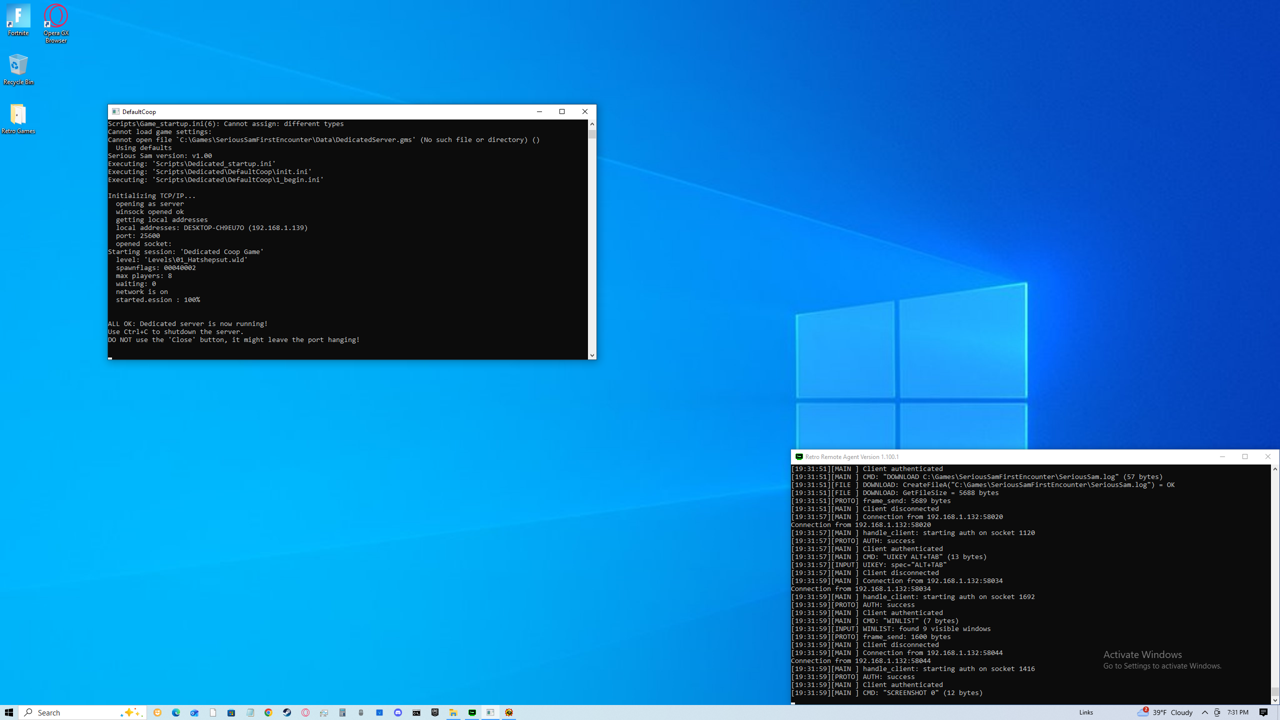 Fortnite
Opera GX
Browser
Recycle Bin
Retro Games
DefaultCoop
Scripts\Game_startup.ini(6): Cannot assign: different types
Cannot load game settings:
Cannot open file `C:\Games\SeriousSamFirstEncounter\Data\DedicatedServer.gms' (No such file or directory) ()
Using defaults
Serious Sam version: v1.00
Executing: 'Scripts\Dedicated_startup.ini'
Executing: 'Scripts\Dedicated\DefaultCoop\init.ini'
Executing: 'Scripts\Dedicated\DefaultCoop\1_begin.ini'
Initializing TCP/IP...
opening as server
winsock opened ok
getting local addresses
local addresses: DESKTOP-CH9EU7O (192.168.1.139)
port: 25600
opened socket:
Starting session: 'Dedicated Coop Game'
level: 'Levels\01_Hatshepsut.wld'
spawnflags: 00040002
max players: 8
waiting: 0
network is on
started.ession : 100%
ALL OK: Dedicated server is now running!
Use Ctrl+C to shutdown the server.
DO NOT use the 'Close' button, it might leave the port hanging!
Retro Remote Agent Version 1.100.1
[19:31:51][MAIN ] Client authenticated
[19:31:51][MAIN ] CMD: "DOWNLOAD C:\Games\SeriousSamFirstEncounter\SeriousSam.log" (57 bytes)
[19:31:51][FILE ] DOWNLOAD: CreateFileA("C:\Games\SeriousSamFirstEncounter\SeriousSam.log") = OK
[19:31:51][FILE ] DOWNLOAD: GetFileSize = 5688 bytes
[19:31:51][PROTO] frame_send: 5689 bytes
[19:31:51][MAIN ] Client disconnected
[19:31:57][MAIN ] Connection from 192.168.1.132:58020
Connection from 192.168.1.132:58020
[19:31:57][MAIN ] handle_client: starting auth on socket 1120
[19:31:57][PROTO] AUTH: success
[19:31:57][MAIN ] Client authenticated
[19:31:57][MAIN ] CMD: "UIKEY ALT+TAB" (13 bytes)
[19:31:57][INPUT] UIKEY: spec="ALT+TAB"
[19:31:57][MAIN ] Client disconnected
[19:31:59][MAIN ] Connection from 192.168.1.132:58034
Connection from 192.168.1.132:58034
[19:31:59][MAIN ] handle_client: starting auth on socket 1692
[19:31:59][PROTO] AUTH: success
[19:31:59][MAIN ] Client authenticated
[19:31:59][MAIN ] CMD: "WINLIST" (7 bytes)
[19:31:59][INPUT] WINLIST: found 9 visible windows
[19:31:59][PROTO] frame_send: 1600 bytes
[19:31:59][MAIN ] Client disconnected
[19:31:59][MAIN ] Connection from 192.168.1.132:58044
Connection from 192.168.1.132:58044
[19:31:59][MAIN ] handle_client: starting auth on socket 1416
[19:31:59][PROTO] AUTH: success
[19:31:59][MAIN ] Client authenticated
[19:31:59][MAIN ] CMD: "SCREENSHOT 0" (12 bytes)
Activate Windows
Go to Settings to activate Windows.
Search
Links
39°F Cloudy
7:31 PM